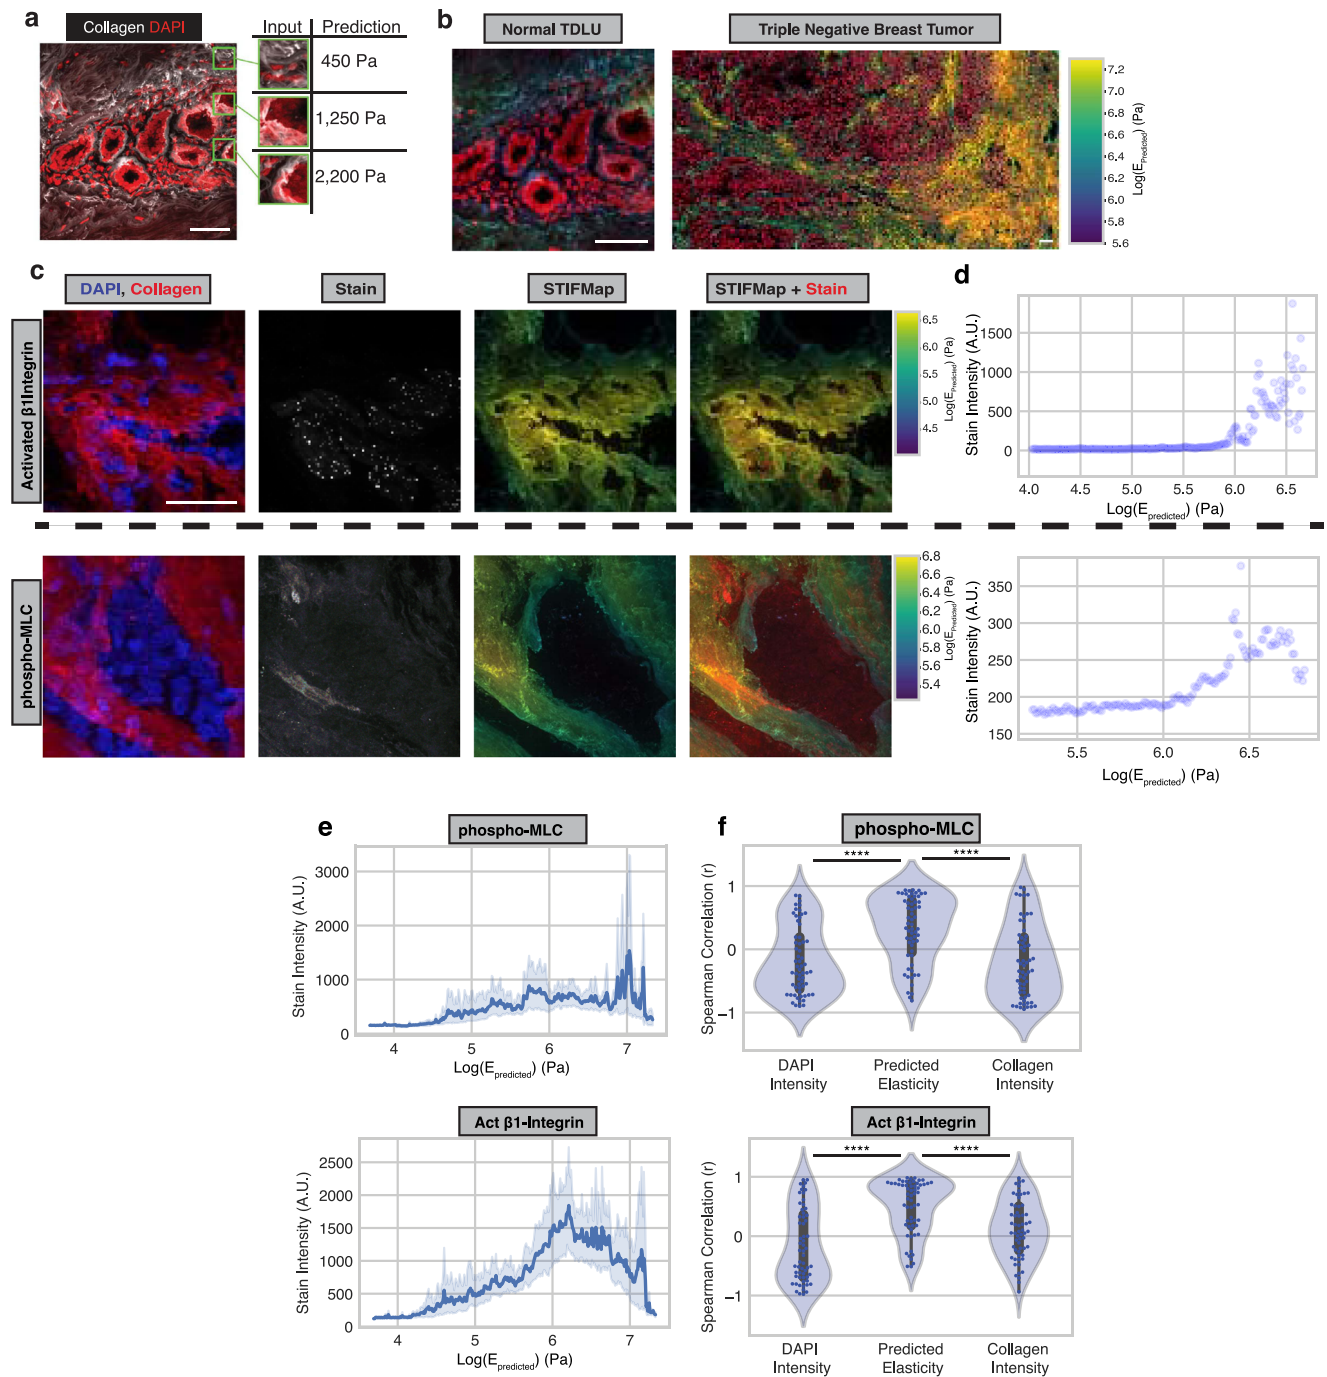 a
Collagen DAPI
Input
Prediction
450 Pa
1,250 Pa
2,200 Pa
b
Normal TDLU
Triple Negative Breast Tumor
7.2
7.0
6.8
6.6
6.4
6.2
6.0
5.8
5.6
Log(E_Predicted) (Pa)
c
DAPI, Collagen
Stain
STIFMap
STIFMap + Stain
Activated β1Integrin
6.5
6.0
5.5
5.0
4.5
Log(E_Predicted) (Pa)
phospho-MLC
6.8
6.6
6.4
6.2
6.0
5.8
5.6
5.4
Log(E_Predicted) (Pa)
d
Stain Intensity (A.U.)
1500
1000
500
0
4.0 4.5 5.0 5.5 6.0 6.5
Log(E_predicted) (Pa)
Stain Intensity (A.U.)
350
300
250
200
150
5.5 6.0 6.5
Log(E_predicted) (Pa)
e
phospho-MLC
Stain Intensity (A.U.)
3000
2000
1000
0
4 5 6 7
Log(E_predicted) (Pa)
Act β1-Integrin
Stain Intensity (A.U.)
2500
2000
1500
1000
500
0
4 5 6 7
Log(E_predicted) (Pa)
f
phospho-MLC
Spearman Correlation (r)
**** ****
1
0
−1
DAPI Predicted Collagen
Intensity Elasticity Intensity
Act β1-Integrin
Spearman Correlation (r)
**** ****
1
0
−1
DAPI Predicted Collagen
Intensity Elasticity Intensity